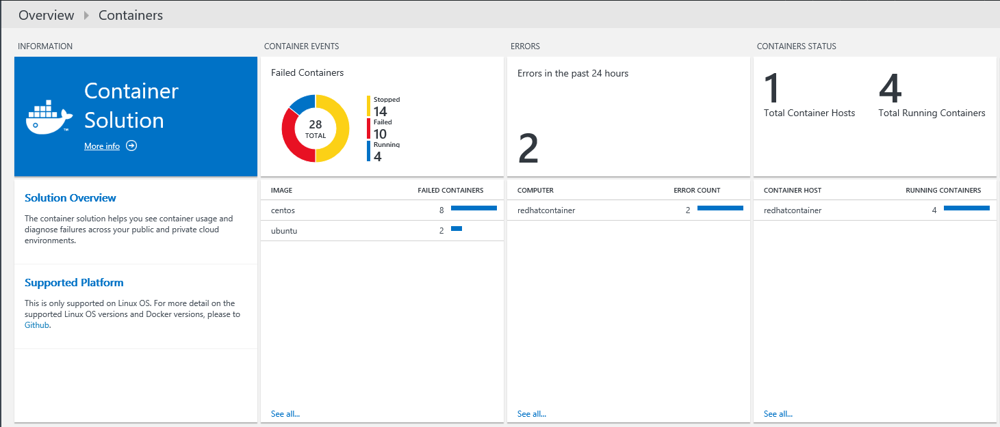 Overview Containers
INFORMATION
Container
Solution
More info
Solution Overview
The container solution helps you see container usage and
diagnose failures across your public and private cloud
environments.
Supported Platform
This is only supported on Linux OS. For more detail on the
supported Linux OS versions and Docker versions, please to
Github.
CONTAINER EVENTS
Failed Containers
28
TOTAL
Stopped
14
Failed
10
Running
4
IMAGE FAILED CONTAINERS
centos 8
ubuntu 2
See all...
ERRORS
Errors in the past 24 hours
2
COMPUTER ERROR COUNT
redhatcontainer 2
See all...
CONTAINERS STATUS
1 4
Total Container Hosts Total Running Containers
CONTAINER HOST RUNNING CONTAINERS
redhatcontainer 4
See all...